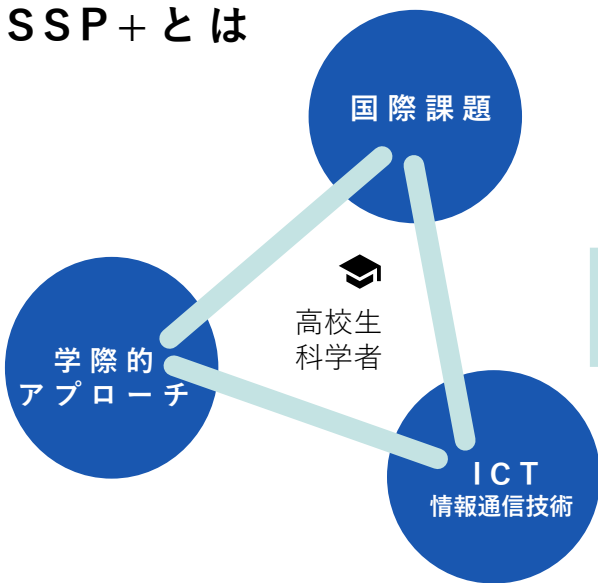 SSP+とは
国際課題
高校生
科学者
学際的
アプローチ
ICT
情報通信技術